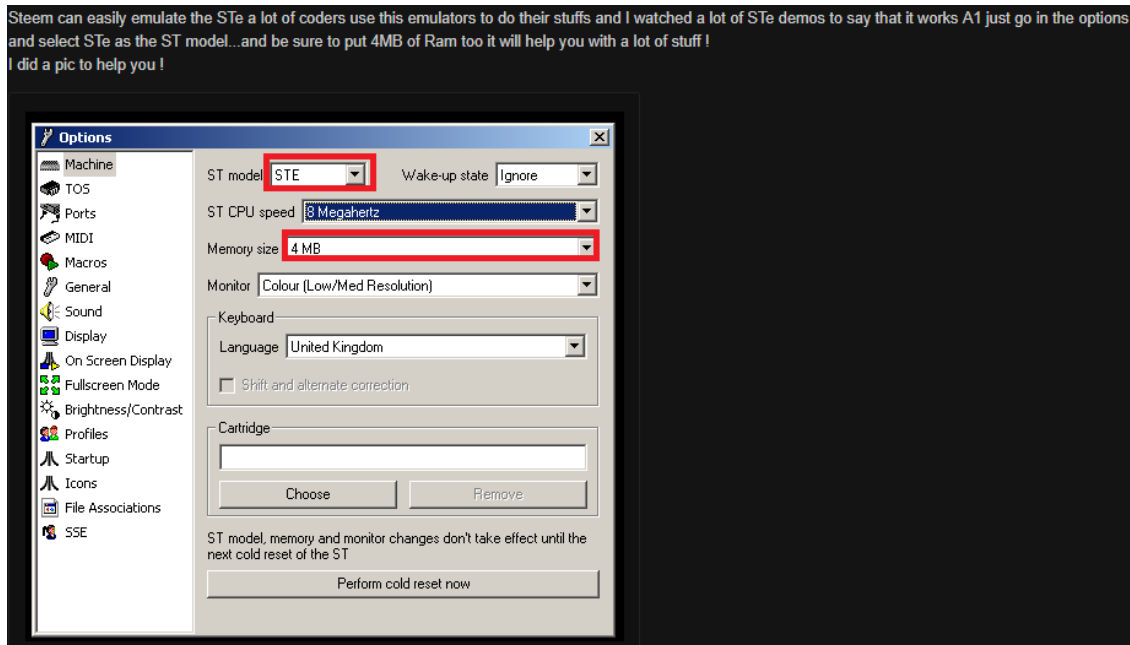 Steem can easily emulate the STe a lot of coders use this emulators to do their stuffs and I watched a lot of STe demos to say that it works A1 just go in the options
and select STe as the ST model...and be sure to put 4MB of Ram too it will help you with a lot of stuff !
I did a pic to help you !
Options
Machine
TOS
Ports
MIDI
Macros
General
Sound
Display
On Screen Display
Fullscreen Mode
Brightness/Contrast
Profiles
Startup
Icons
File Associations
SSE
ST model STE Wake-up state Ignore
ST CPU speed 8 Megahertz
Memory size 4 MB
Monitor Colour (Low/Med Resolution)
Keyboard
Language United Kingdom
Shift and alternate correction
Cartridge
Choose Remove
ST model, memory and monitor changes don't take effect until the
next cold reset of the ST
Perform cold reset now